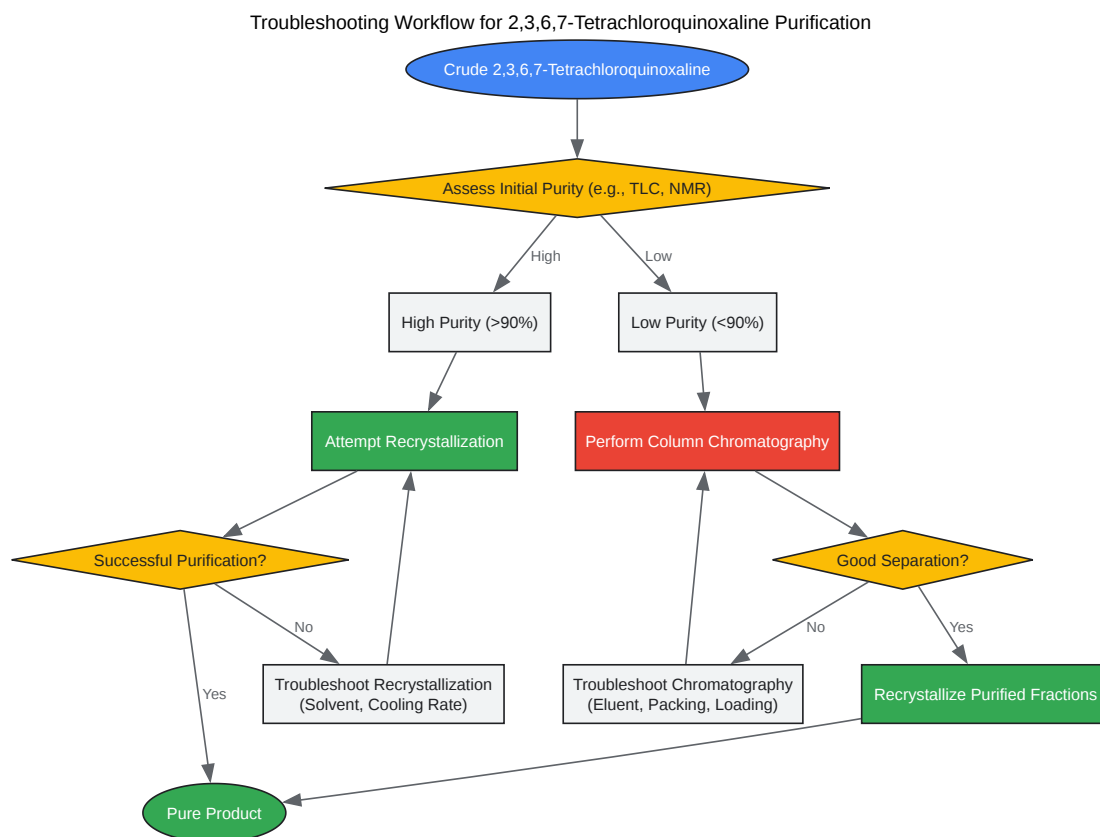 Troubleshooting Workflow for 2,3,6,7-Tetrachloroquinoxaline Purification
Crude 2,3,6,7-Tetrachloroquinoxaline
Assess Initial Purity (e.g., TLC, NMR)
High
Low
High Purity (>90%)
Low Purity (<90%)
Attempt Recrystallization
Perform Column Chromatography
Successful Purification?
Good Separation?
No
No
Yes
Troubleshoot Recrystallization
(Solvent, Cooling Rate)
Troubleshoot Chromatography
(Eluent, Packing, Loading)
Recrystallize Purified Fractions
Yes
Pure Product